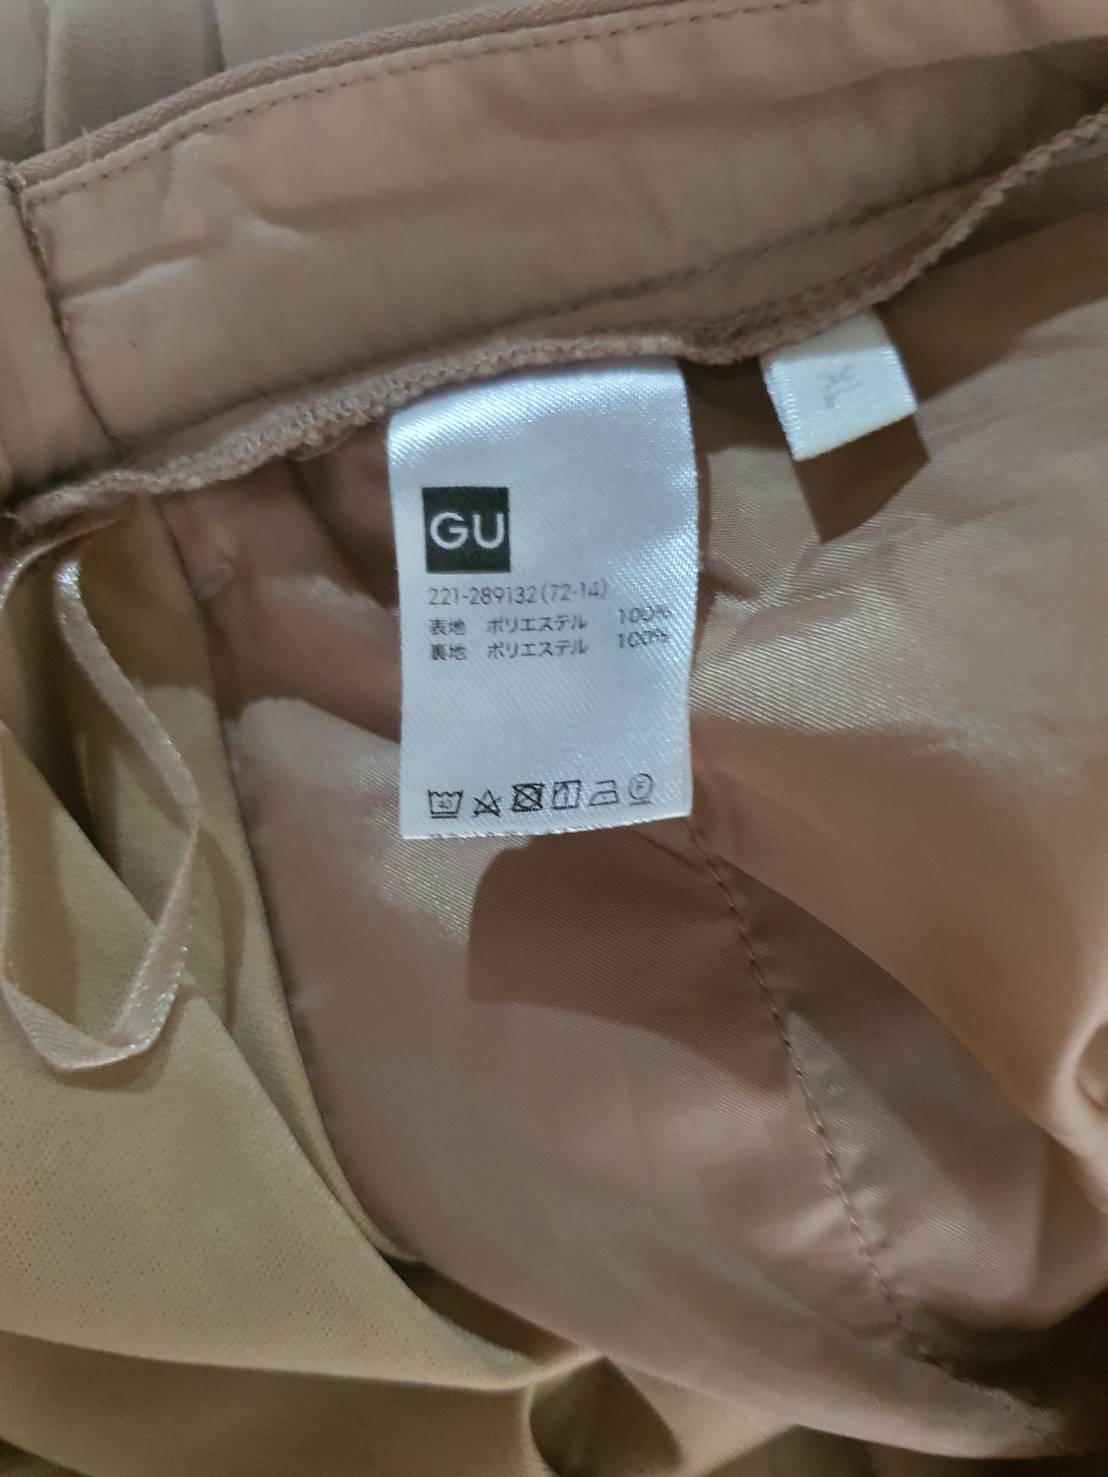 GU
221-289132(72-14)
表地 ポリエステル 100%
裏地 ポリエステル 100%
40
F